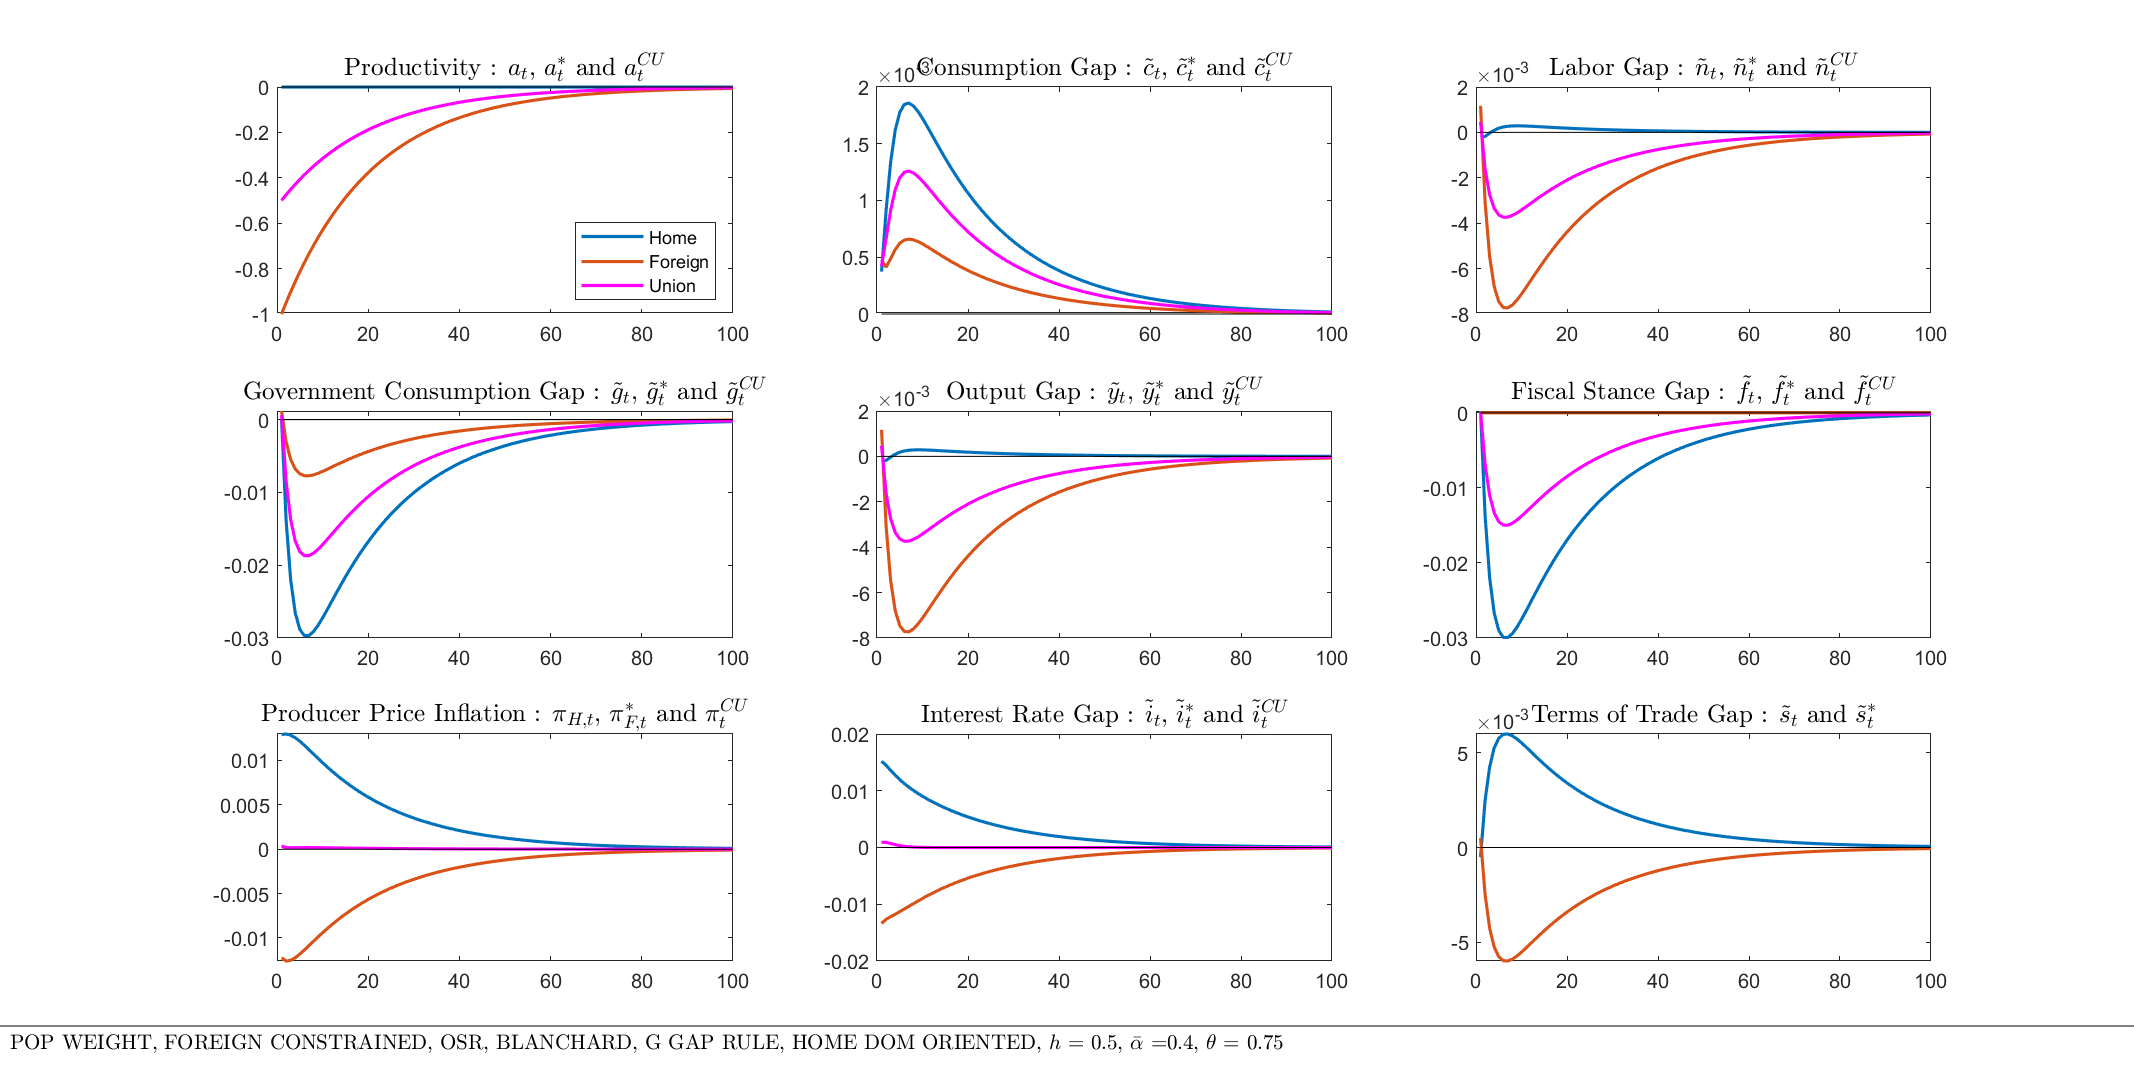 Productivity : a_t, a_t^* and a_t^{CU}
0
-0.2
-0.4
-0.6
-0.8
-1
0 20 40 60 80 100
Home
Foreign
Union
Consumption Gap : c̃_t, c̃_t^* and c̃_t^{CU}
×10^{-3}
2
1.5
1
0.5
0
0 20 40 60 80 100
Labor Gap : ñ_t, ñ_t^* and ñ_t^{CU}
×10^{-3}
2
0
-2
-4
-6
-8
0 20 40 60 80 100
Government Consumption Gap : g̃_t, g̃_t^* and g̃_t^{CU}
0
-0.01
-0.02
-0.03
0 20 40 60 80 100
Output Gap : ỹ_t, ỹ_t^* and ỹ_t^{CU}
×10^{-3}
2
0
-2
-4
-6
-8
0 20 40 60 80 100
Fiscal Stance Gap : f̃_t, f̃_t^* and f̃_t^{CU}
0
-0.01
-0.02
-0.03
0 20 40 60 80 100
Producer Price Inflation : π_{H,t}, π_{F,t}^* and π_t^{CU}
0.01
0.005
0
-0.005
-0.01
0 20 40 60 80 100
Interest Rate Gap : ĩ_t, ĩ_t^* and ĩ_t^{CU}
0.02
0.01
0
-0.01
-0.02
0 20 40 60 80 100
Terms of Trade Gap : s̃_t and s̃_t^*
×10^{-3}
5
0
-5
0 20 40 60 80 100
POP WEIGHT, FOREIGN CONSTRAINED, OSR, BLANCHARD, G GAP RULE, HOME DOM ORIENTED, h = 0.5, ᾱ =0.4, θ = 0.75